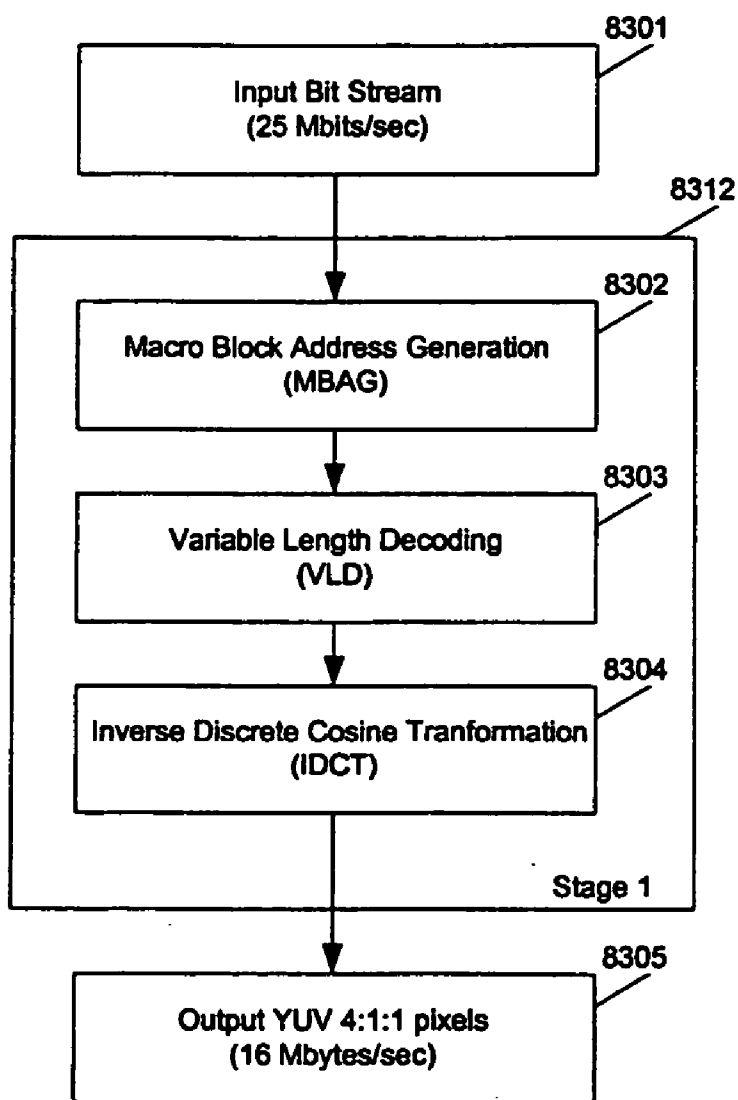 8301
Input Bit Stream
(25 Mbits/sec)
8312
8302
Macro Block Address Generation
(MBAG)
8303
Variable Length Decoding
(VLD)
8304
Inverse Discrete Cosine Tranformation
(IDCT)
Stage 1
8305
Output YUV 4:1:1 pixels
(16 Mbytes/sec)